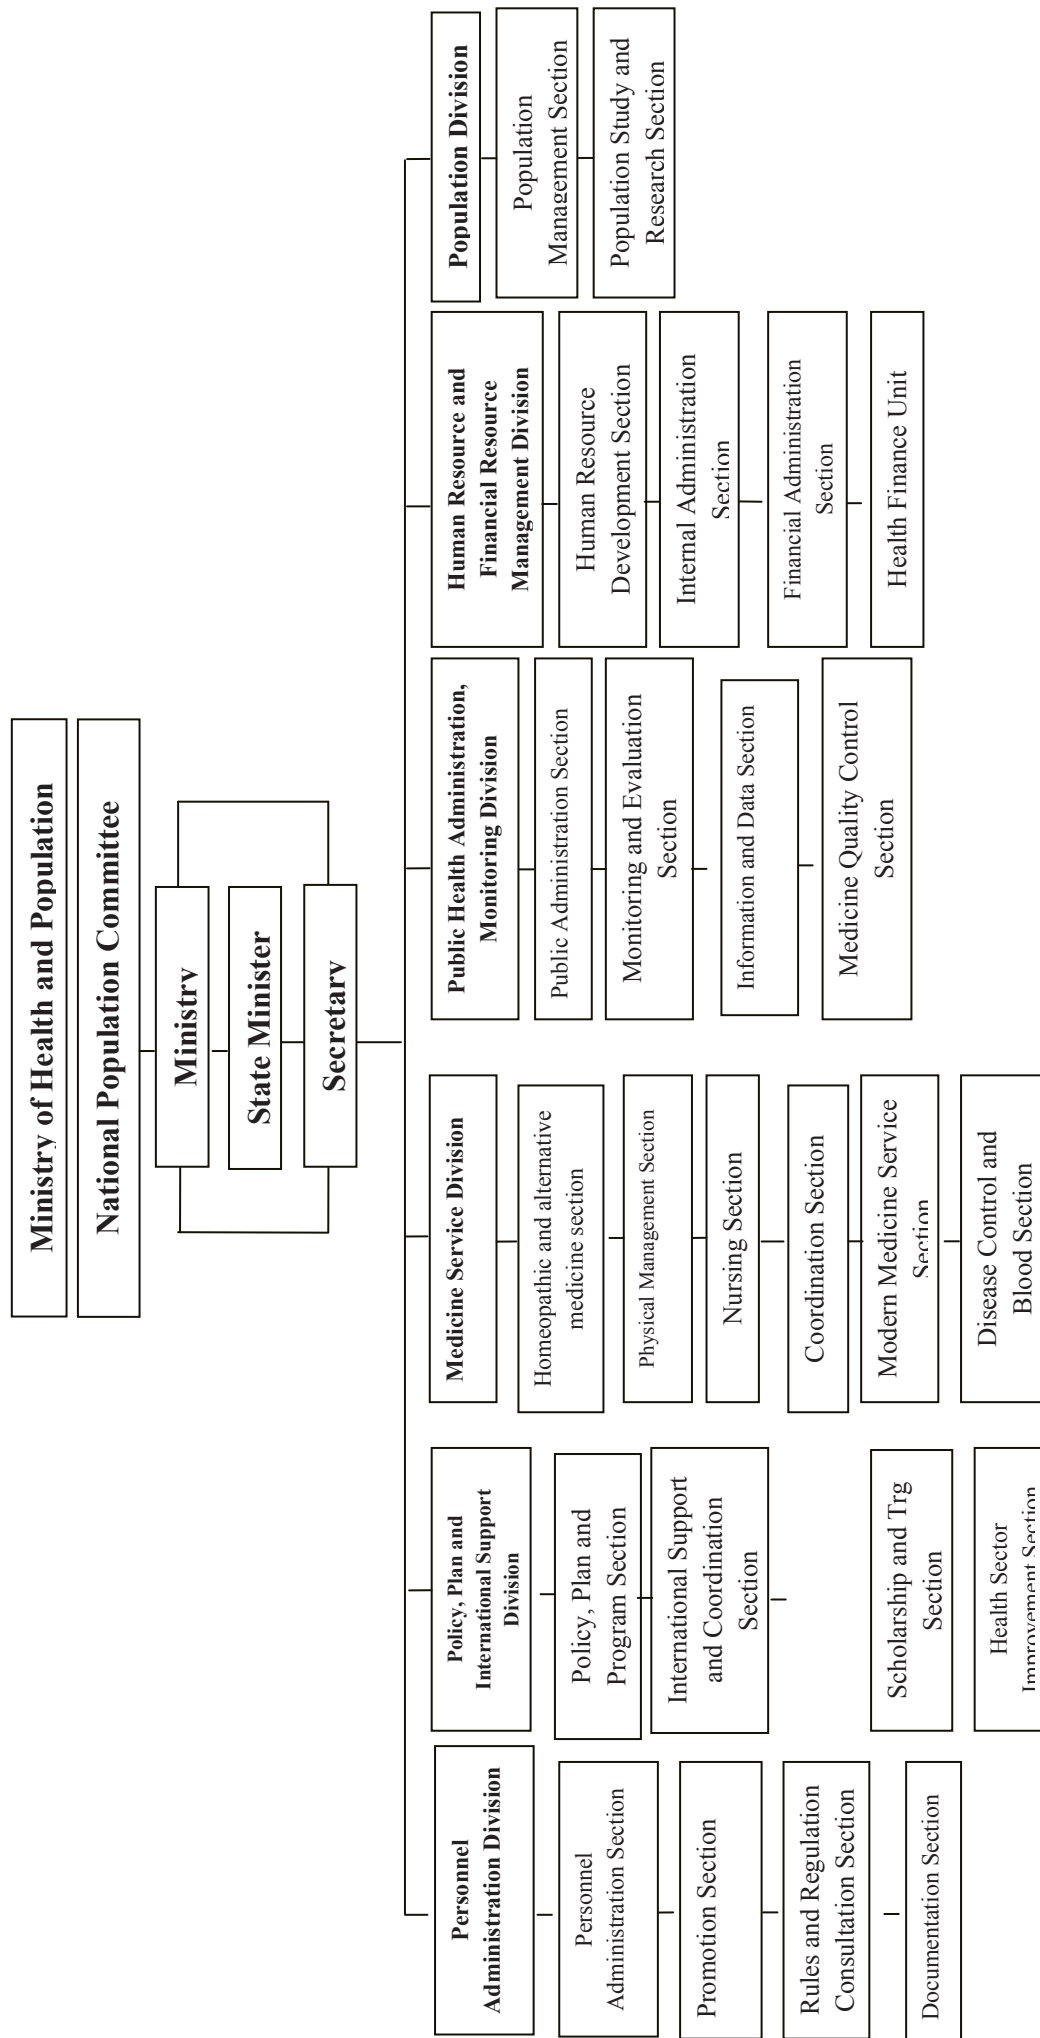 Ministry of Health and Population
National Population Committee
Ministry
State Minister
Secretary
Personnel
Administration Division
Personnel
Administration Section
Promotion Section
Rules and Regulation
Consultation Section
Documentation Section
Policy, Plan and
International Support
Division
Policy, Plan and
Program Section
International Support
and Coordination
Section
Scholarship and Trg
Section
Health Sector
Improvement Section
Medicine Service Division
Homeopathic and alternative
medicine section
Physical Management Section
Nursing Section
Coordination Section
Modern Medicine Service
Section
Disease Control and
Blood Section
Public Health Administration,
Monitoring Division
Public Administration Section
Monitoring and Evaluation
Section
Information and Data Section
Medicine Quality Control
Section
Human Resource and
Financial Resource
Management Division
Human Resource
Development Section
Internal Administration
Section
Financial Administration
Section
Health Finance Unit
Population Division
Population
Management Section
Population Study and
Research Section